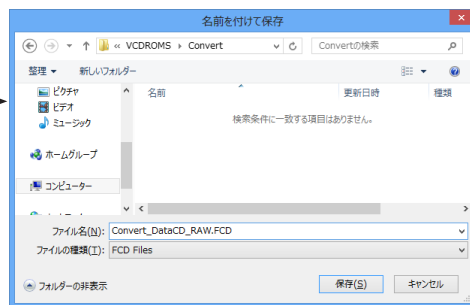 名前を付けて保存
« VCDROMS ▸ Convert
Convertの検索
整理 ▼ 新しいフォルダー
ピクチャ
ビデオ
ミュージック
ホームグループ
コンピューター
名前 更新日時 種類
検索条件に一致する項目はありません。
ファイル名(N): Convert_DataCD_RAW.FCD
ファイルの種類(T): FCD Files
フォルダーの非表示
保存(S) キャンセル